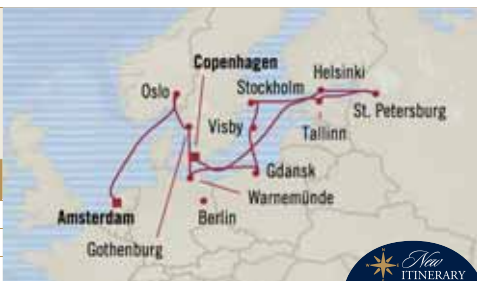 Copenhagen
Helsinki
Oslo
Stockholm
St. Petersburg
Visby
Tallinn
Gdansk
Warnemünde
Amsterdam
Berlin
Gothenburg
New
ITINERARY